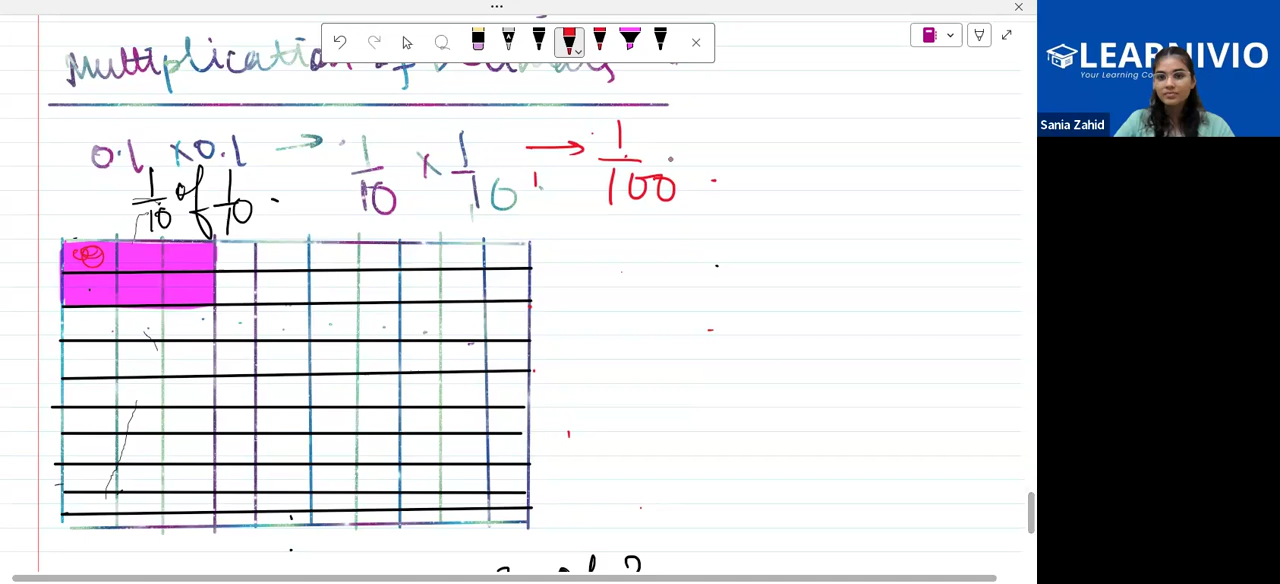 Multiplication of Decimals
LEARNIVIO
Your Learning Co
Sania Zahid
0.1 × 0.1 → 1/10 × 1/10 → 1/100
1/10 of 1/10